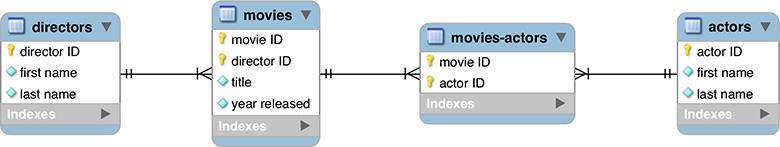 directors
director ID
first name
last name
Indexes
movies
movie ID
director ID
title
year released
Indexes
movies-actors
movie ID
actor ID
Indexes
actors
actor ID
first name
last name
Indexes